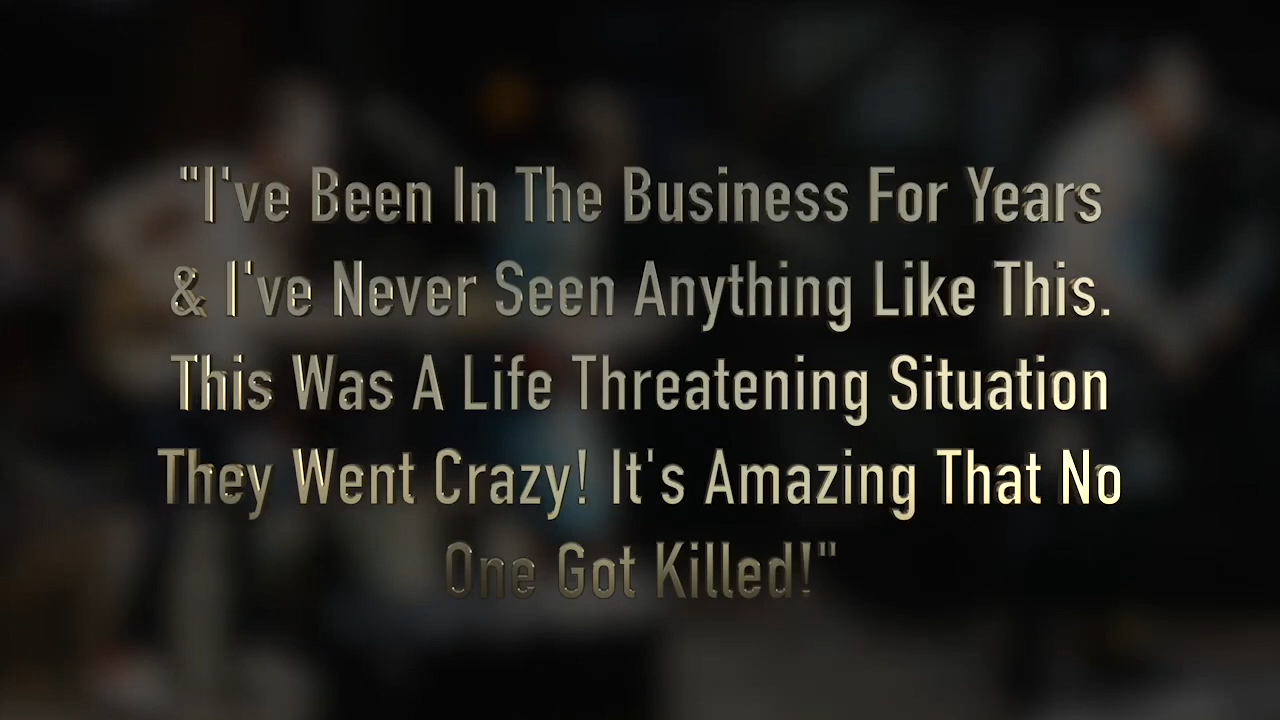 "I've Been In The Business For Years
& I've Never Seen Anything Like This.
This Was A Life Threatening Situation
They Went Crazy! It's Amazing That No
One Got Killed!"